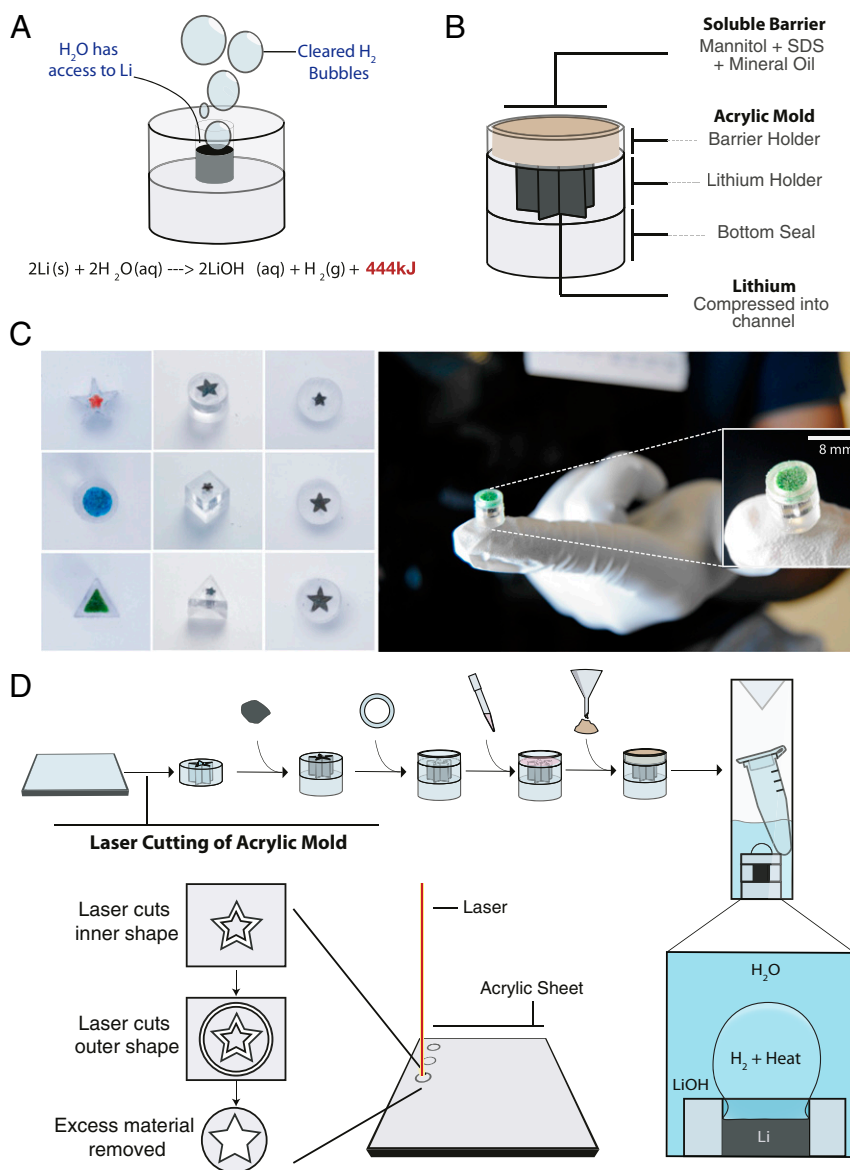 A
H2O has
access to Li
Cleared H2
Bubbles
2Li(s) + 2H2O(aq) ---> 2LiOH (aq) + H2(g) + 444kJ
B
Soluble Barrier
Mannitol + SDS
+ Mineral Oil
Acrylic Mold
Barrier Holder
Lithium Holder
Bottom Seal
Lithium
Compressed into
channel
C
8 mm
D
Laser Cutting of Acrylic Mold
Laser cuts
inner shape
Laser cuts
outer shape
Excess material
removed
Laser
Acrylic Sheet
H2O
H2 + Heat
LiOH
Li